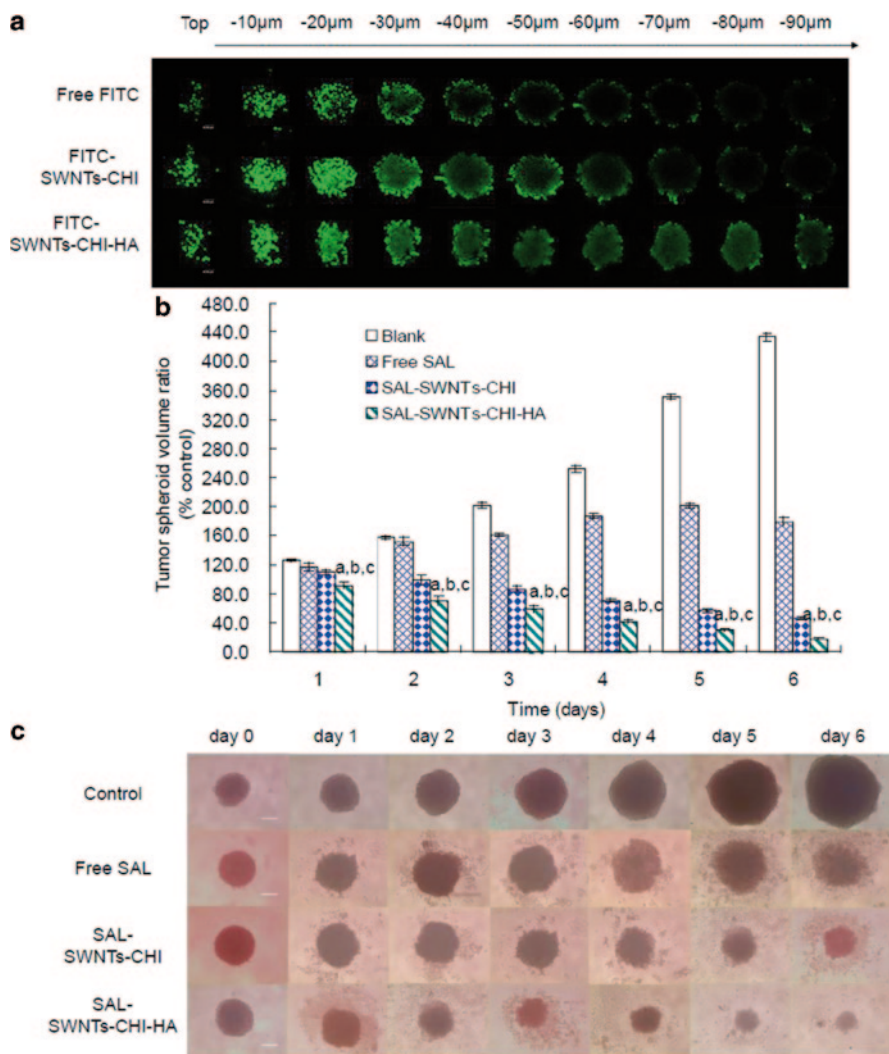 a
Top -10µm -20µm -30µm -40µm -50µm -60µm -70µm -80µm -90µm
Free FITC
FITC-
SWNTs-CHI
FITC-
SWNTs-CHI-HA
b
Tumor spheroid volume ratio
(% control)
480.0
440.0
400.0
360.0
320.0
280.0
240.0
200.0
160.0
120.0
80.0
40.0
0.0
Blank
Free SAL
SAL-SWNTs-CHI
SAL-SWNTs-CHI-HA
a,b,c a,b,c a,b,c a,b,c a,b,c a,b,c
1 2 3 4 5 6
Time (days)
c
day 0 day 1 day 2 day 3 day 4 day 5 day 6
Control
Free SAL
SAL-
SWNTs-CHI
SAL-
SWNTs-CHI-HA